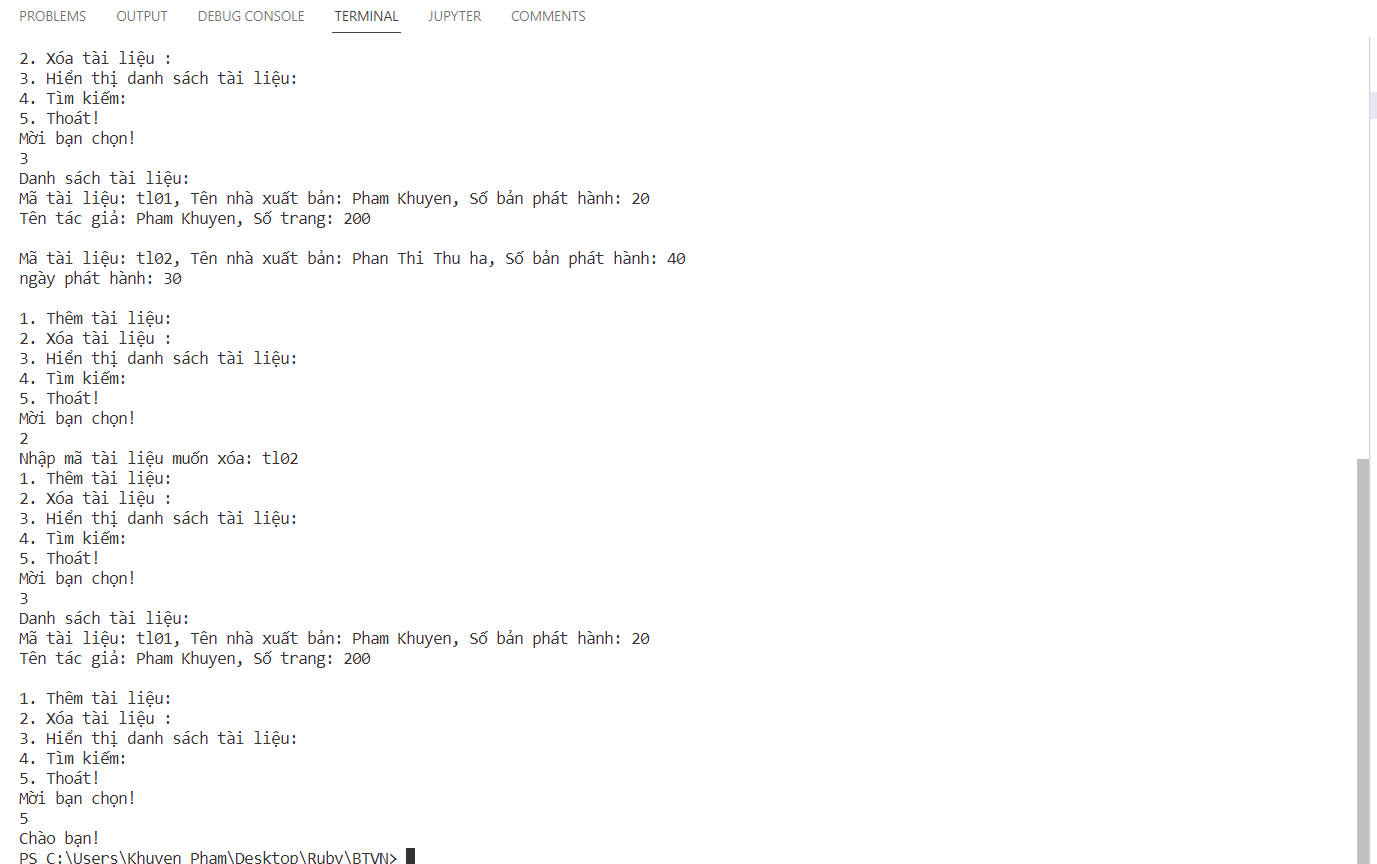 PROBLEMS OUTPUT DEBUG CONSOLE TERMINAL JUPYTER COMMENTS
2. Xóa tài liệu :
3. Hiển thị danh sách tài liệu:
4. Tìm kiếm:
5. Thoát!
Mời bạn chọn!
3
Danh sách tài liệu:
Mã tài liệu: tl01, Tên nhà xuất bản: Pham Khuyen, Số bản phát hành: 20
Tên tác giả: Pham Khuyen, Số trang: 200
Mã tài liệu: tl02, Tên nhà xuất bản: Phan Thi Thu ha, Số bản phát hành: 40
ngày phát hành: 30
1. Thêm tài liệu:
2. Xóa tài liệu :
3. Hiển thị danh sách tài liệu:
4. Tìm kiếm:
5. Thoát!
Mời bạn chọn!
2
Nhập mã tài liệu muốn xóa: tl02
1. Thêm tài liệu:
2. Xóa tài liệu :
3. Hiển thị danh sách tài liệu:
4. Tìm kiếm:
5. Thoát!
Mời bạn chọn!
3
Danh sách tài liệu:
Mã tài liệu: tl01, Tên nhà xuất bản: Pham Khuyen, Số bản phát hành: 20
Tên tác giả: Pham Khuyen, Số trang: 200
1. Thêm tài liệu:
2. Xóa tài liệu :
3. Hiển thị danh sách tài liệu:
4. Tìm kiếm:
5. Thoát!
Mời bạn chọn!
5
Chào bạn!
PS C:\Users\Khuyen Pham\Desktop\Ruby\BTVN>